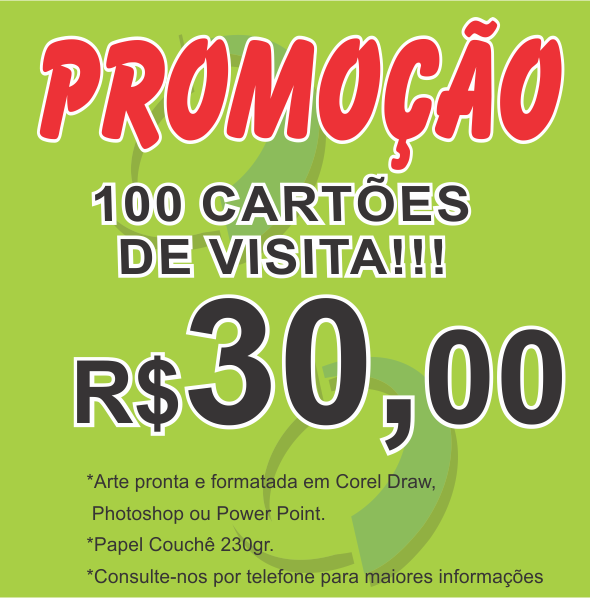 PROMOÇÃO
100 CARTÕES
DE VISITA!!!
R$30,00
*Arte pronta e formatada em Corel Draw,
Photoshop ou Power Point.
*Papel Couchê 230gr.
*Consulte-nos por telefone para maiores informações